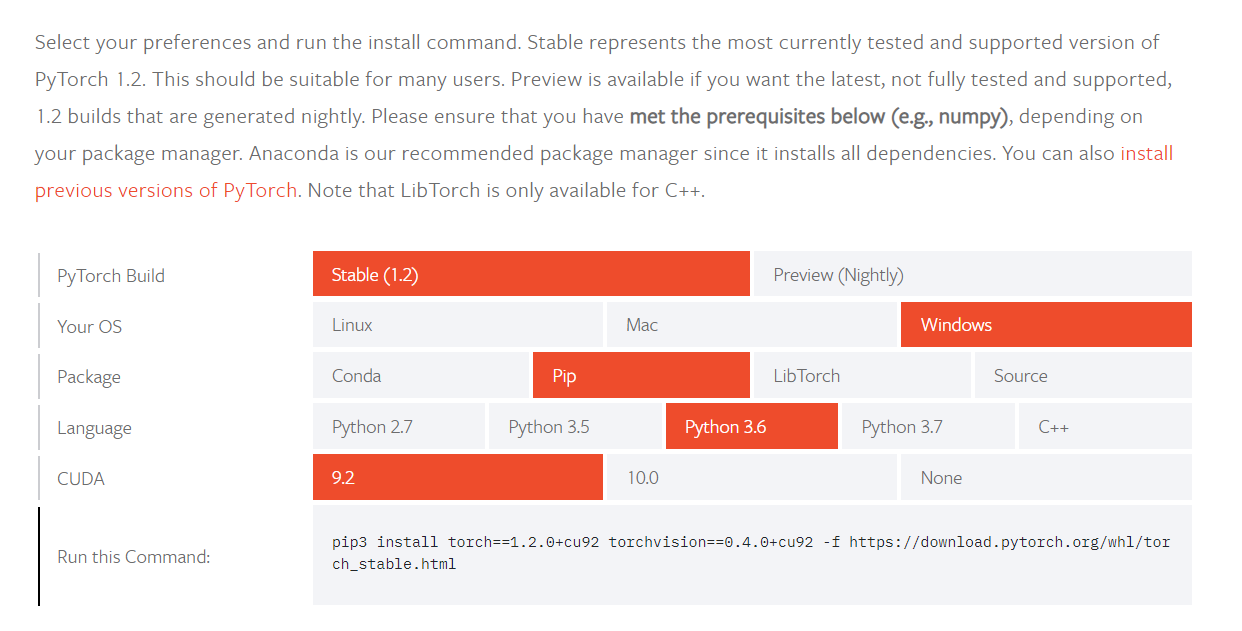 Select your preferences and run the install command. Stable represents the most currently tested and supported version of
PyTorch 1.2. This should be suitable for many users. Preview is available if you want the latest, not fully tested and supported,
1.2 builds that are generated nightly. Please ensure that you have met the prerequisites below (e.g., numpy), depending on
your package manager. Anaconda is our recommended package manager since it installs all dependencies. You can also install
previous versions of PyTorch. Note that LibTorch is only available for C++.
PyTorch Build Stable (1.2) Preview (Nightly)
Your OS Linux Mac Windows
Package Conda Pip LibTorch Source
Language Python 2.7 Python 3.5 Python 3.6 Python 3.7 C++
CUDA 9.2 10.0 None
Run this Command: pip3 install torch==1.2.0+cu92 torchvision==0.4.0+cu92 -f https://download.pytorch.org/whl/tor
ch_stable.html